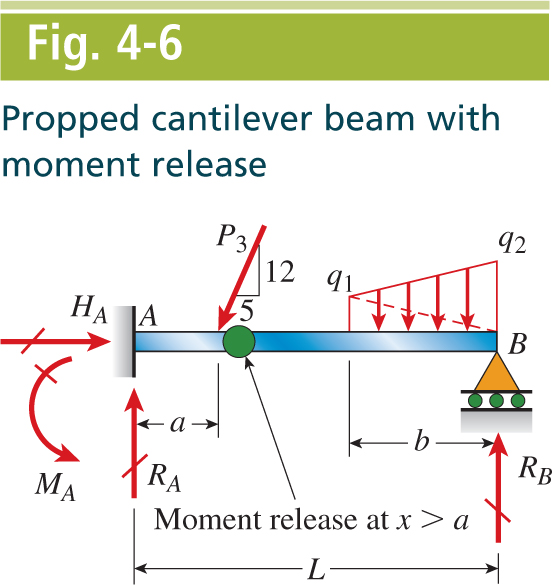 Fig. 4-6
Propped cantilever beam with
moment release
P3
12
5
q1
q2
HA
A
B
a
b
MA
RA
RB
Moment release at x > a
L